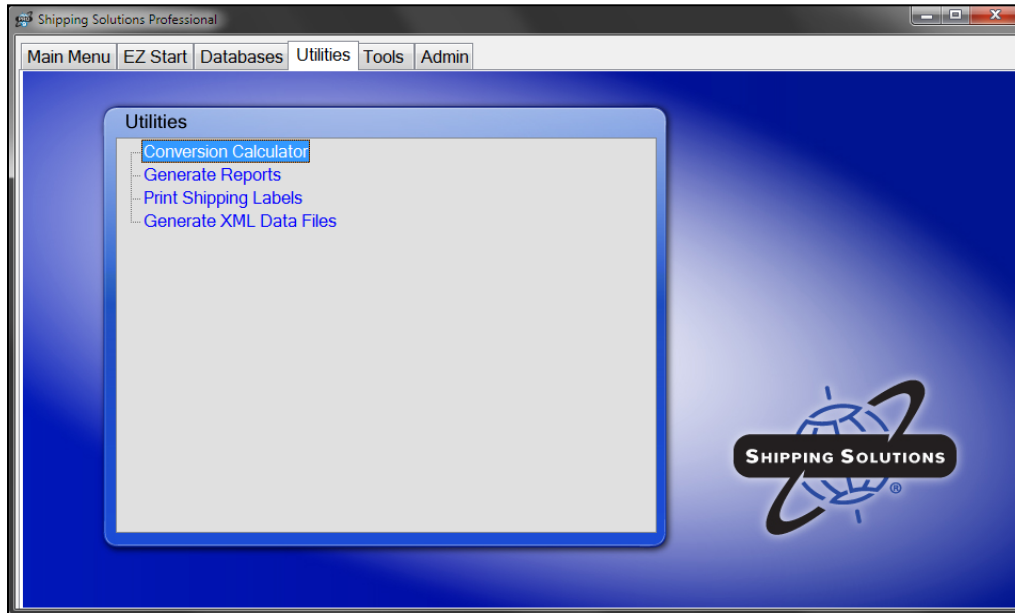 Shipping Solutions Professional
Main Menu EZ Start Databases Utilities Tools Admin
Utilities
Conversion Calculator
Generate Reports
Print Shipping Labels
Generate XML Data Files
SHIPPING SOLUTIONS
®